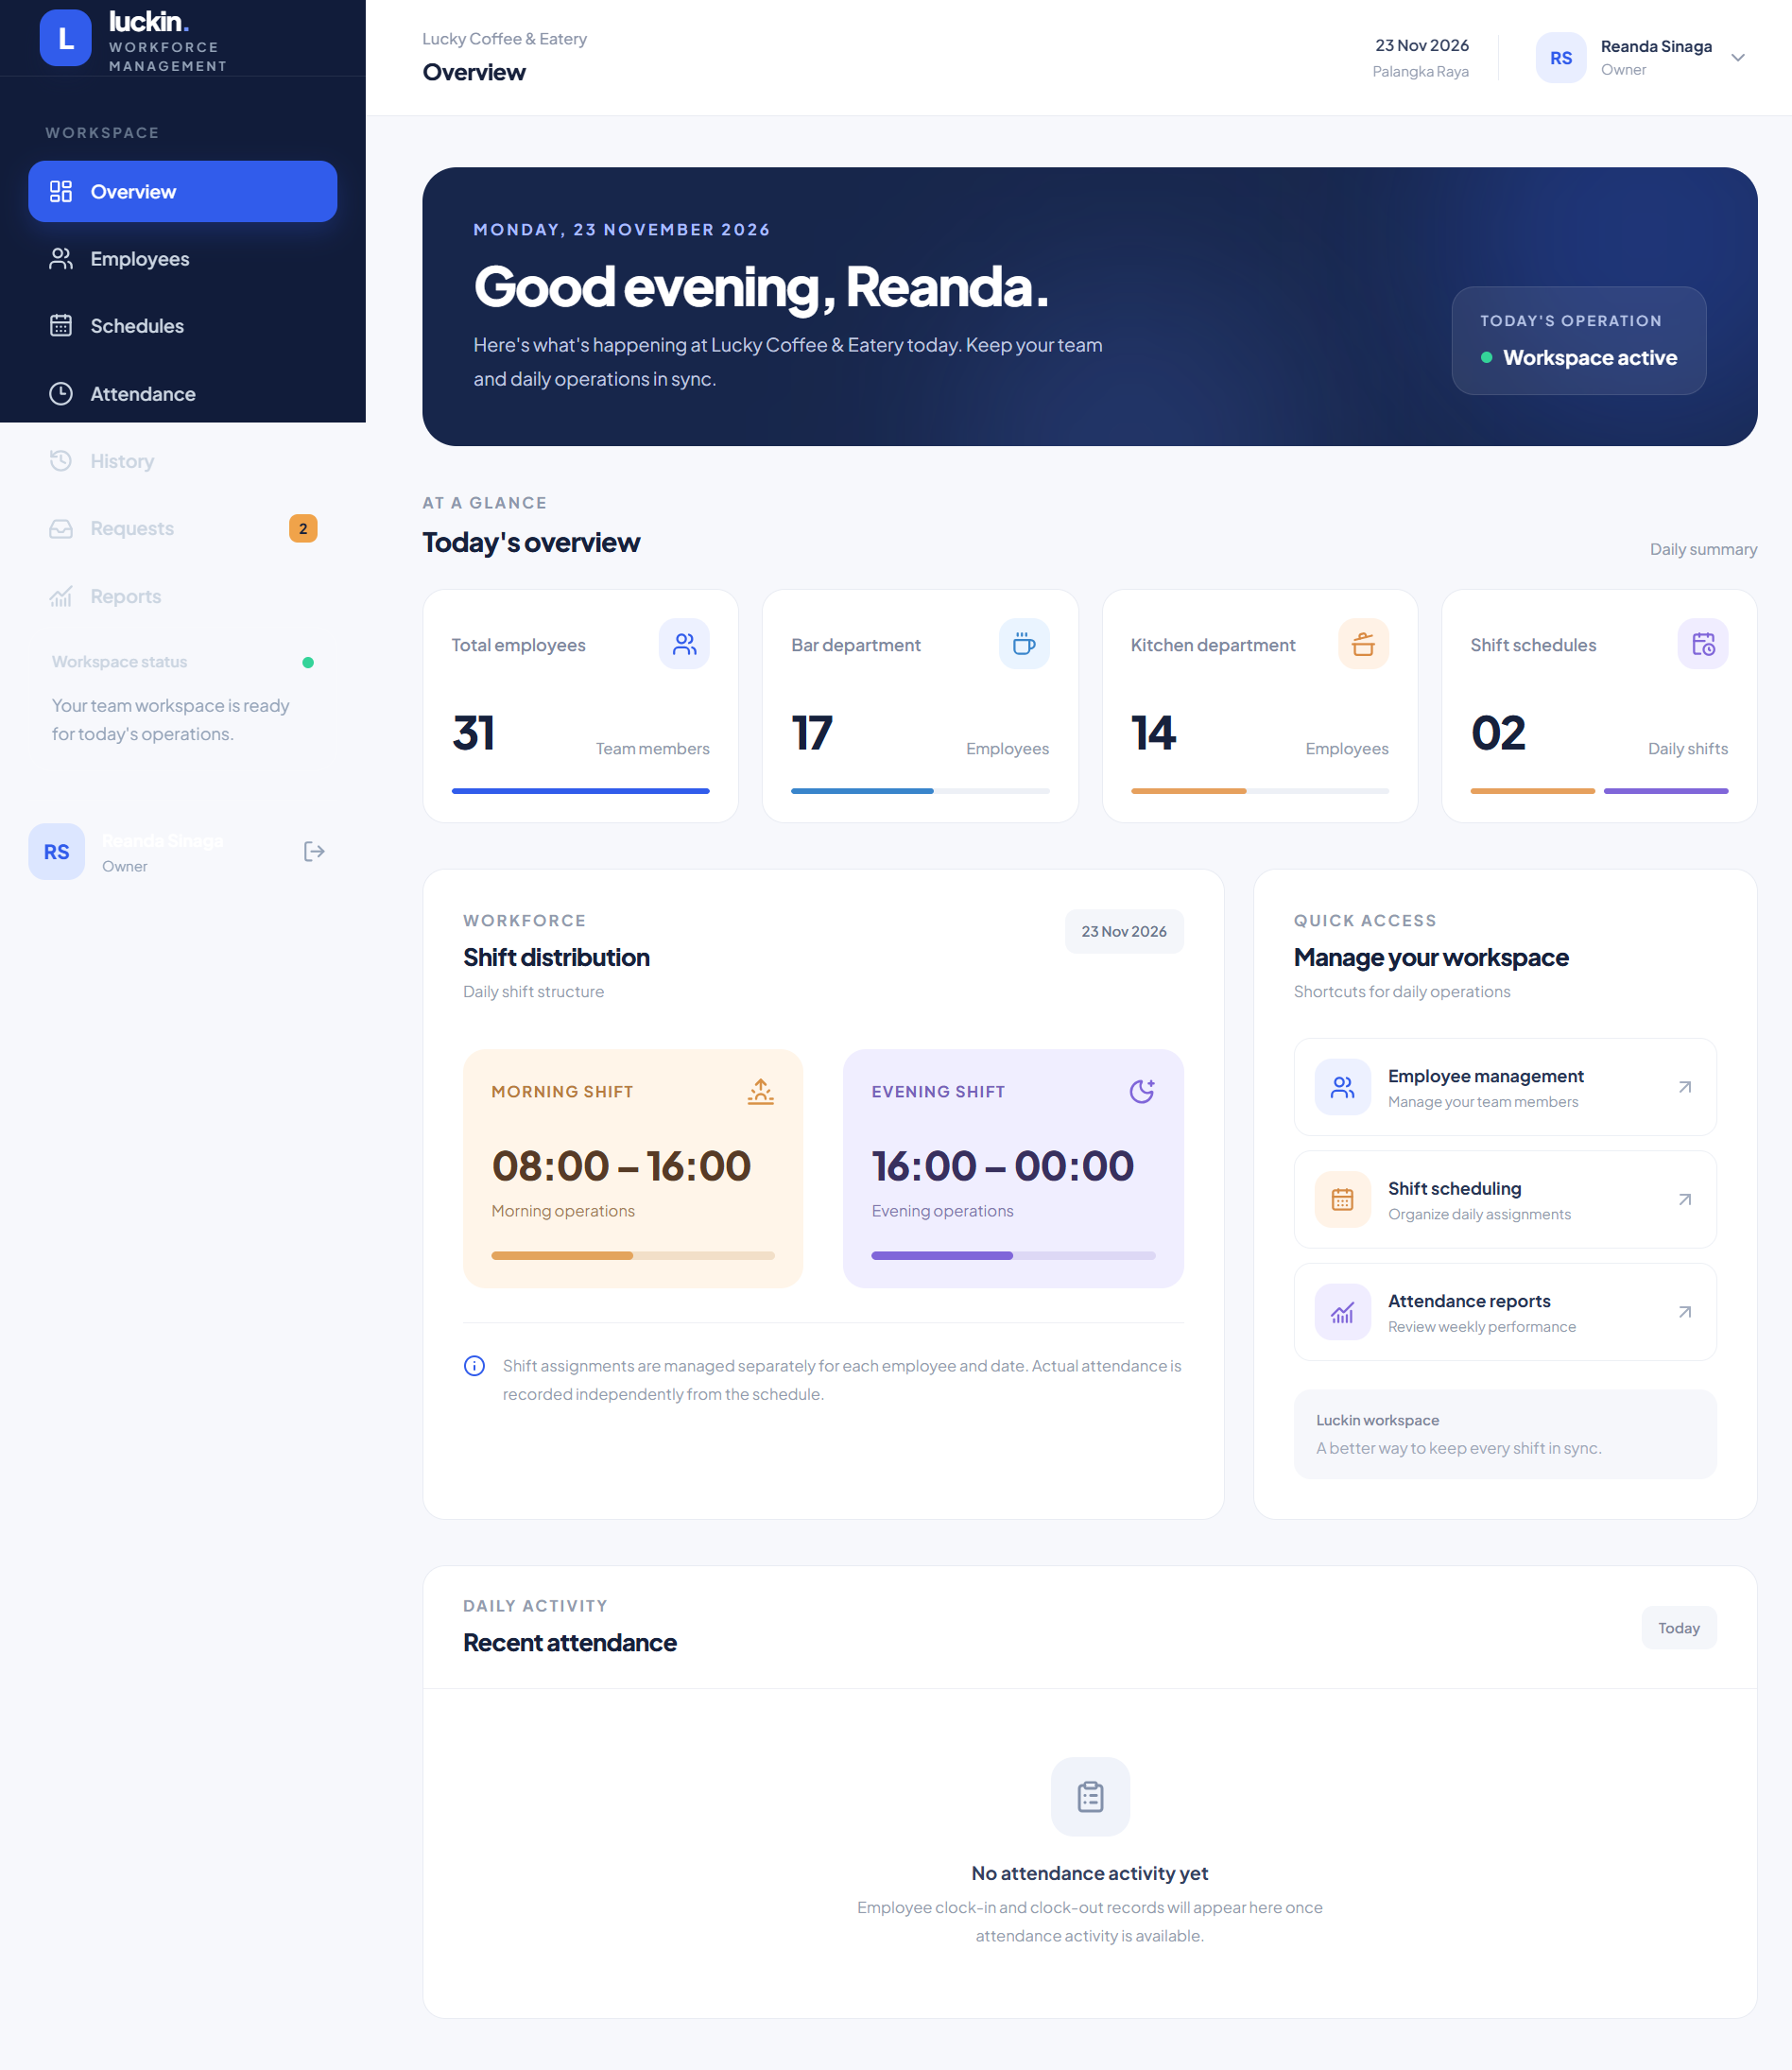 L
luckin.
WORKFORCE
MANAGEMENT
WORKSPACE
Overview
Employees
Schedules
Attendance
History
Requests
2
Reports
Workspace status
Your team workspace is ready
for today's operations.
RS
Reanda Sinaga
Owner
Lucky Coffee & Eatery
Overview
23 Nov 2026
Palangka Raya
RS
Reanda Sinaga
Owner
MONDAY, 23 NOVEMBER 2026
Good evening, Reanda.
Here's what's happening at Lucky Coffee & Eatery today. Keep your team
and daily operations in sync.
TODAY'S OPERATION
Workspace active
AT A GLANCE
Today's overview
Daily summary
Total employees
31
Team members
Bar department
17
Employees
Kitchen department
14
Employees
Shift schedules
02
Daily shifts
WORKFORCE
Shift distribution
Daily shift structure
23 Nov 2026
MORNING SHIFT
08:00 – 16:00
Morning operations
EVENING SHIFT
16:00 – 00:00
Evening operations
Shift assignments are managed separately for each employee and date. Actual attendance is
recorded independently from the schedule.
QUICK ACCESS
Manage your workspace
Shortcuts for daily operations
Employee management
Manage your team members
Shift scheduling
Organize daily assignments
Attendance reports
Review weekly performance
Luckin workspace
A better way to keep every shift in sync.
DAILY ACTIVITY
Recent attendance
Today
No attendance activity yet
Employee clock-in and clock-out records will appear here once
attendance activity is available.